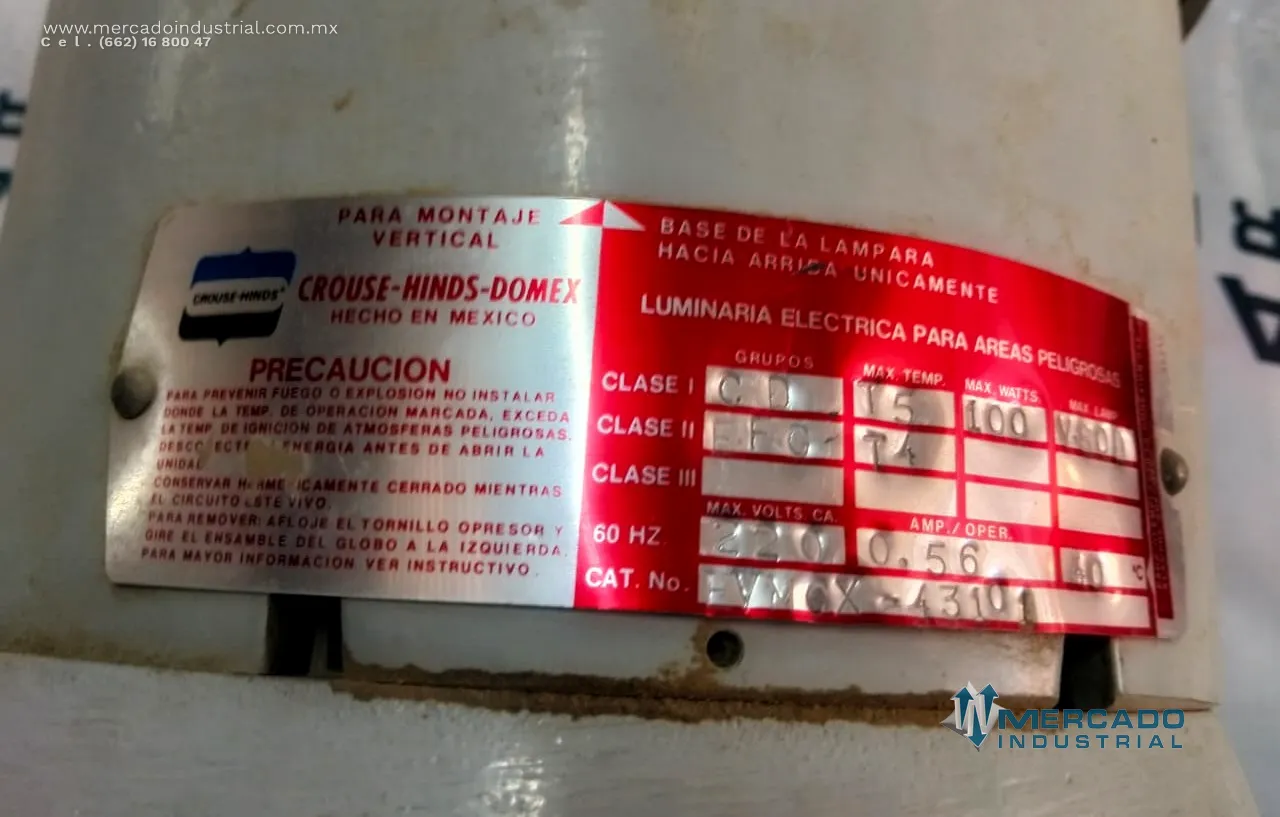 www.mercadoindustrial.com.mx
Cel. (662) 16 800 47
PARA MONTAJE
VERTICAL
CROUSE-HINDS
CROUSE-HINDS-DOMEX
HECHO EN MEXICO
PRECAUCION
PARA PREVENIR FUEGO O EXPLOSION NO INSTALAR
DONDE LA TEMP. DE OPERACION MARCADA, EXCEDA
LA TEMP. DE IGNICION DE ATMOSFERAS PELIGROSAS.
ENERGIA ANTES DE ABRIR LA
UNIDAD
CONSERVAR CERRADO MIENTRAS
EL CIRCUITO ESTE VIVO.
PARA REMOVER: AFLOJE EL TORNILLO OPRESOR Y
GIRE EL ENSAMBLE DEL GLOBO A LA IZQUIERDA.
PARA MAYOR INFORMACION VER INSTRUCTIVO.
BASE DE LA LAMPARA
HACIA ARRIBA UNICAMENTE
LUMINARIA ELECTRICA PARA AREAS PELIGROSAS
GRUPOS MAX. TEMP. MAX. WATTS. MAX. LAMP
CLASE I CD T5 100
CLASE II EFG T4
CLASE III
MAX. VOLTS. CA. AMP./OPER.
60 HZ. 220 0.56 40 °C
CAT. No.
MERCADO
INDUSTRIAL